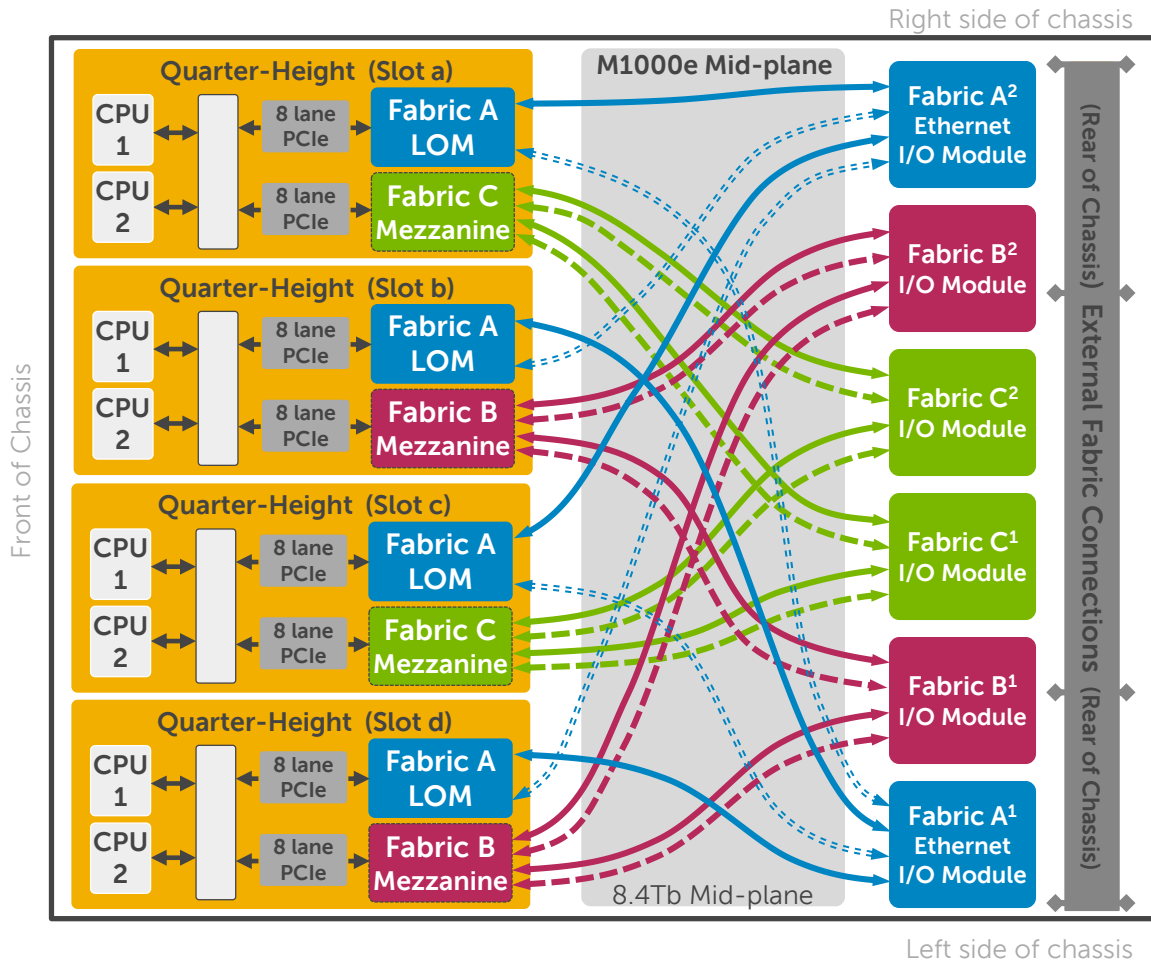 Right side of chassis
Front of Chassis
Quarter-Height (Slot a)
CPU
1
CPU
2
8 lane
PCIe
8 lane
PCIe
Fabric A
LOM
Fabric C
Mezzanine
Quarter-Height (Slot b)
CPU
1
CPU
2
8 lane
PCIe
8 lane
PCIe
Fabric A
LOM
Fabric B
Mezzanine
Quarter-Height (Slot c)
CPU
1
CPU
2
8 lane
PCIe
8 lane
PCIe
Fabric A
LOM
Fabric C
Mezzanine
Quarter-Height (Slot d)
CPU
1
CPU
2
8 lane
PCIe
8 lane
PCIe
Fabric A
LOM
Fabric B
Mezzanine
M1000e Mid-plane
8.4Tb Mid-plane
Fabric A²
Ethernet
I/O Module
Fabric B²
I/O Module
Fabric C²
I/O Module
Fabric C¹
I/O Module
Fabric B¹
I/O Module
Fabric A¹
Ethernet
I/O Module
(Rear of Chassis)
External Fabric Connections
(Rear of Chassis)
Left side of chassis